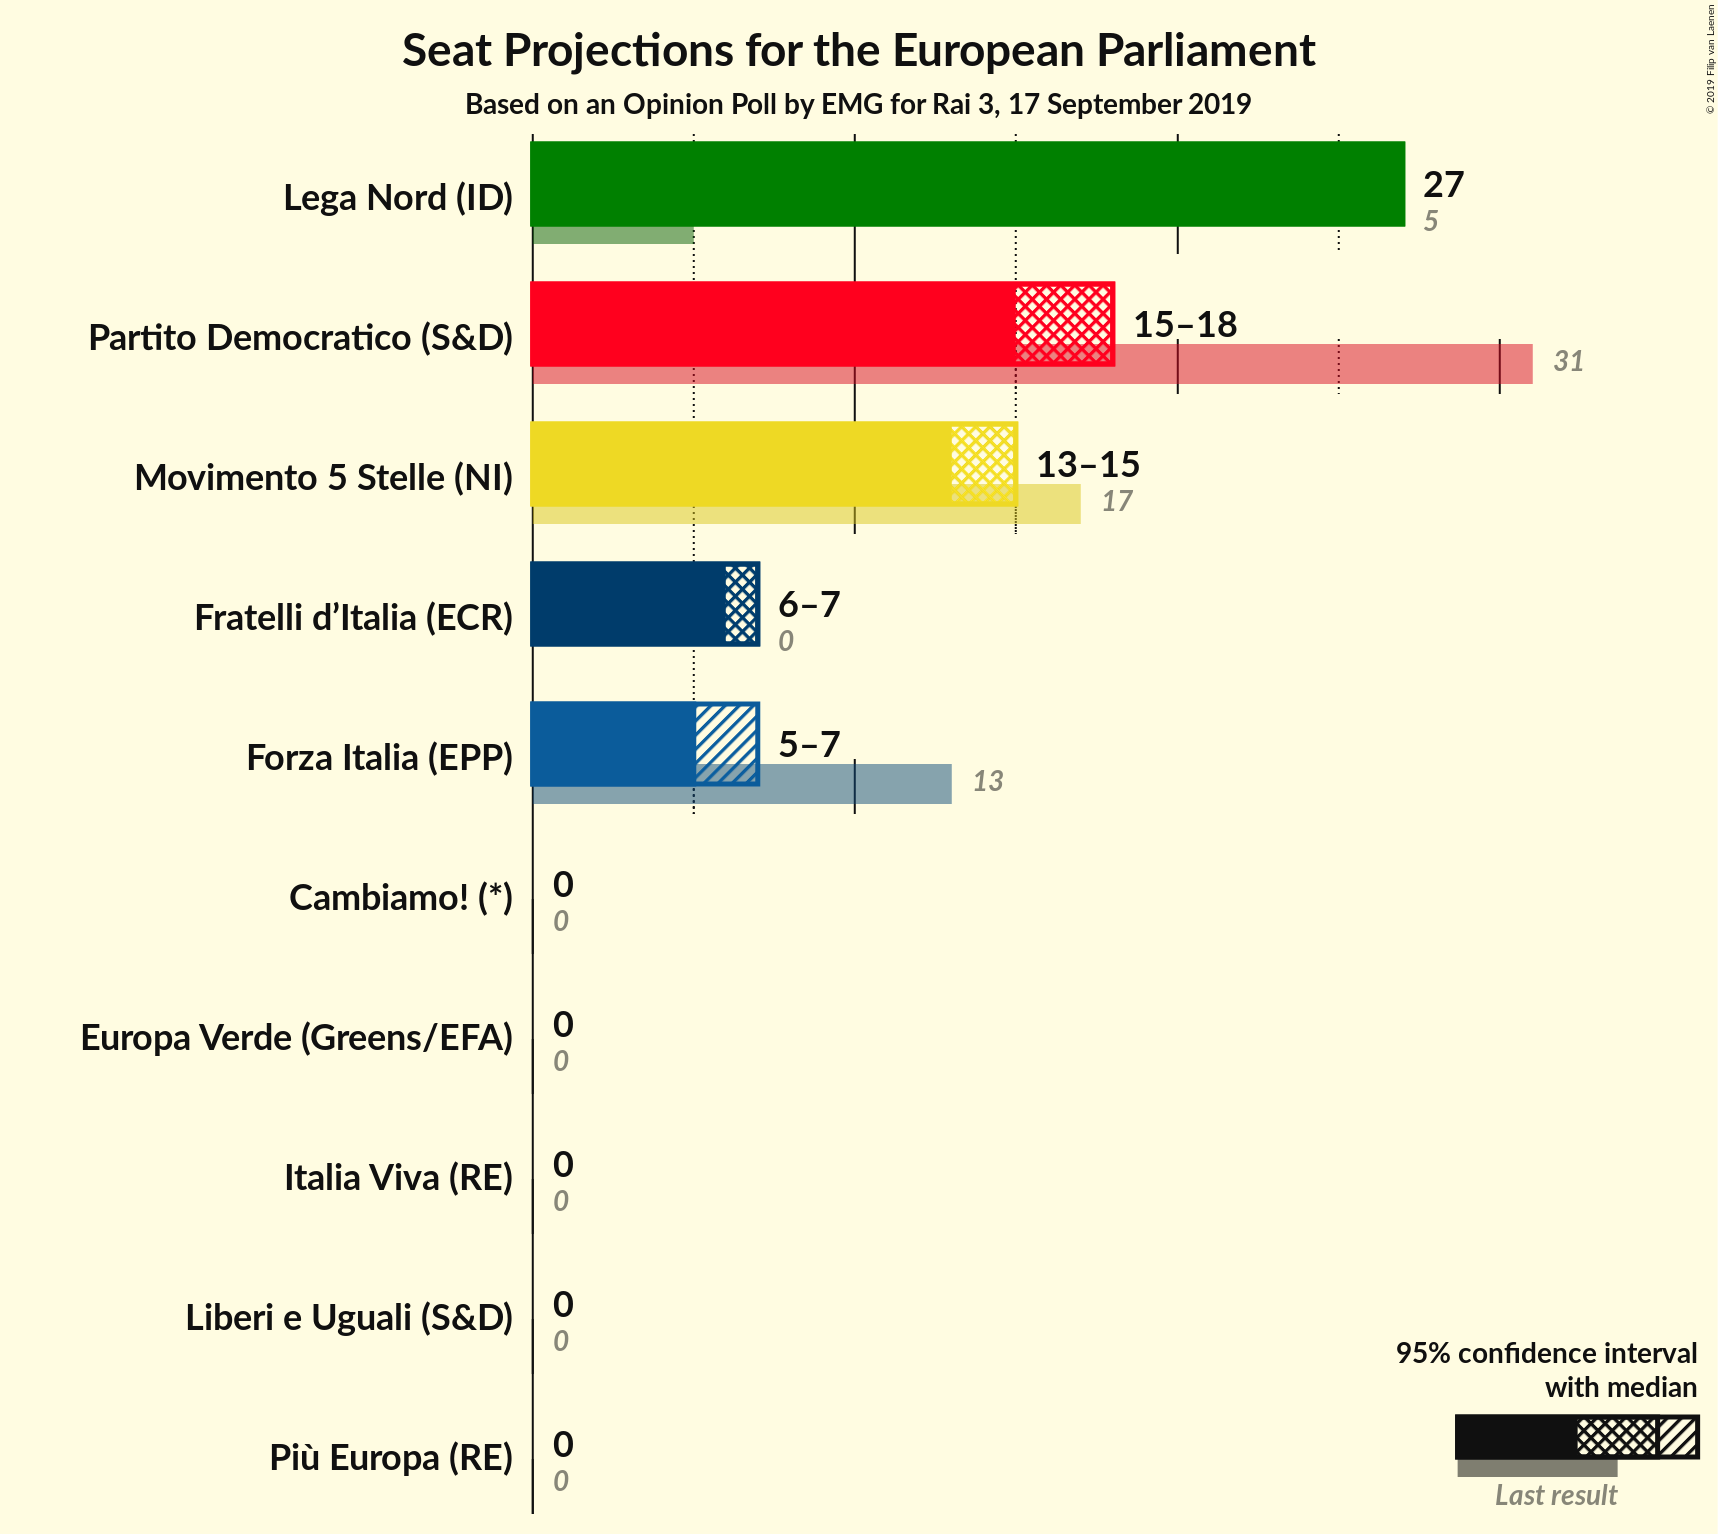 Seat Projections for the European Parliament
Based on an Opinion Poll by EMG for Rai 3, 17 September 2019
© 2019 Filip van Laenen
Lega Nord (ID)
27
5
Partito Democratico (S&D)
15–18
31
Movimento 5 Stelle (NI)
13–15
17
Fratelli d’Italia (ECR)
6–7
0
Forza Italia (EPP)
5–7
13
Cambiamo! (*)
0
0
Europa Verde (Greens/EFA)
0
0
Italia Viva (RE)
0
0
Liberi e Uguali (S&D)
0
0
Più Europa (RE)
0
0
95% confidence interval
with median
Last result